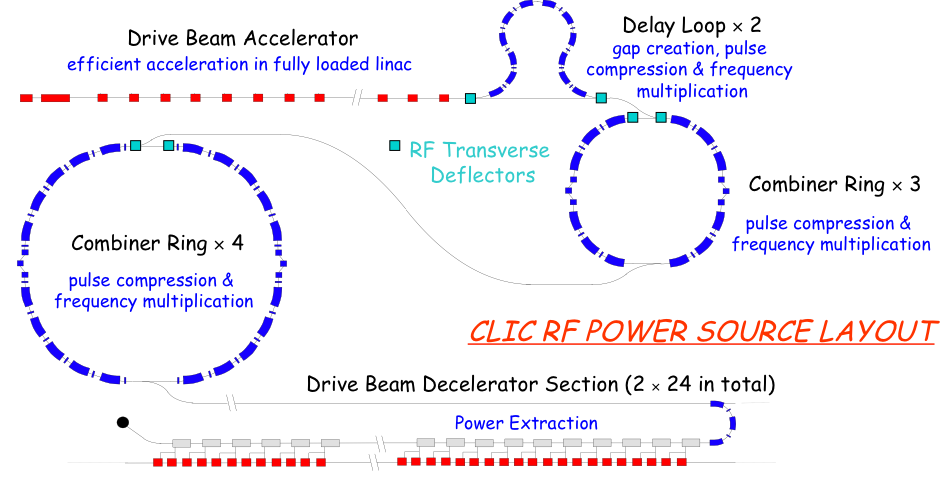 Drive Beam Accelerator
efficient acceleration in fully loaded linac
Delay Loop × 2
gap creation, pulse
compression & frequency
multiplication
RF Transverse
Deflectors
Combiner Ring × 3
pulse compression &
frequency multiplication
Combiner Ring × 4
pulse compression &
frequency multiplication
CLIC RF POWER SOURCE LAYOUT
Drive Beam Decelerator Section (2 × 24 in total)
Power Extraction